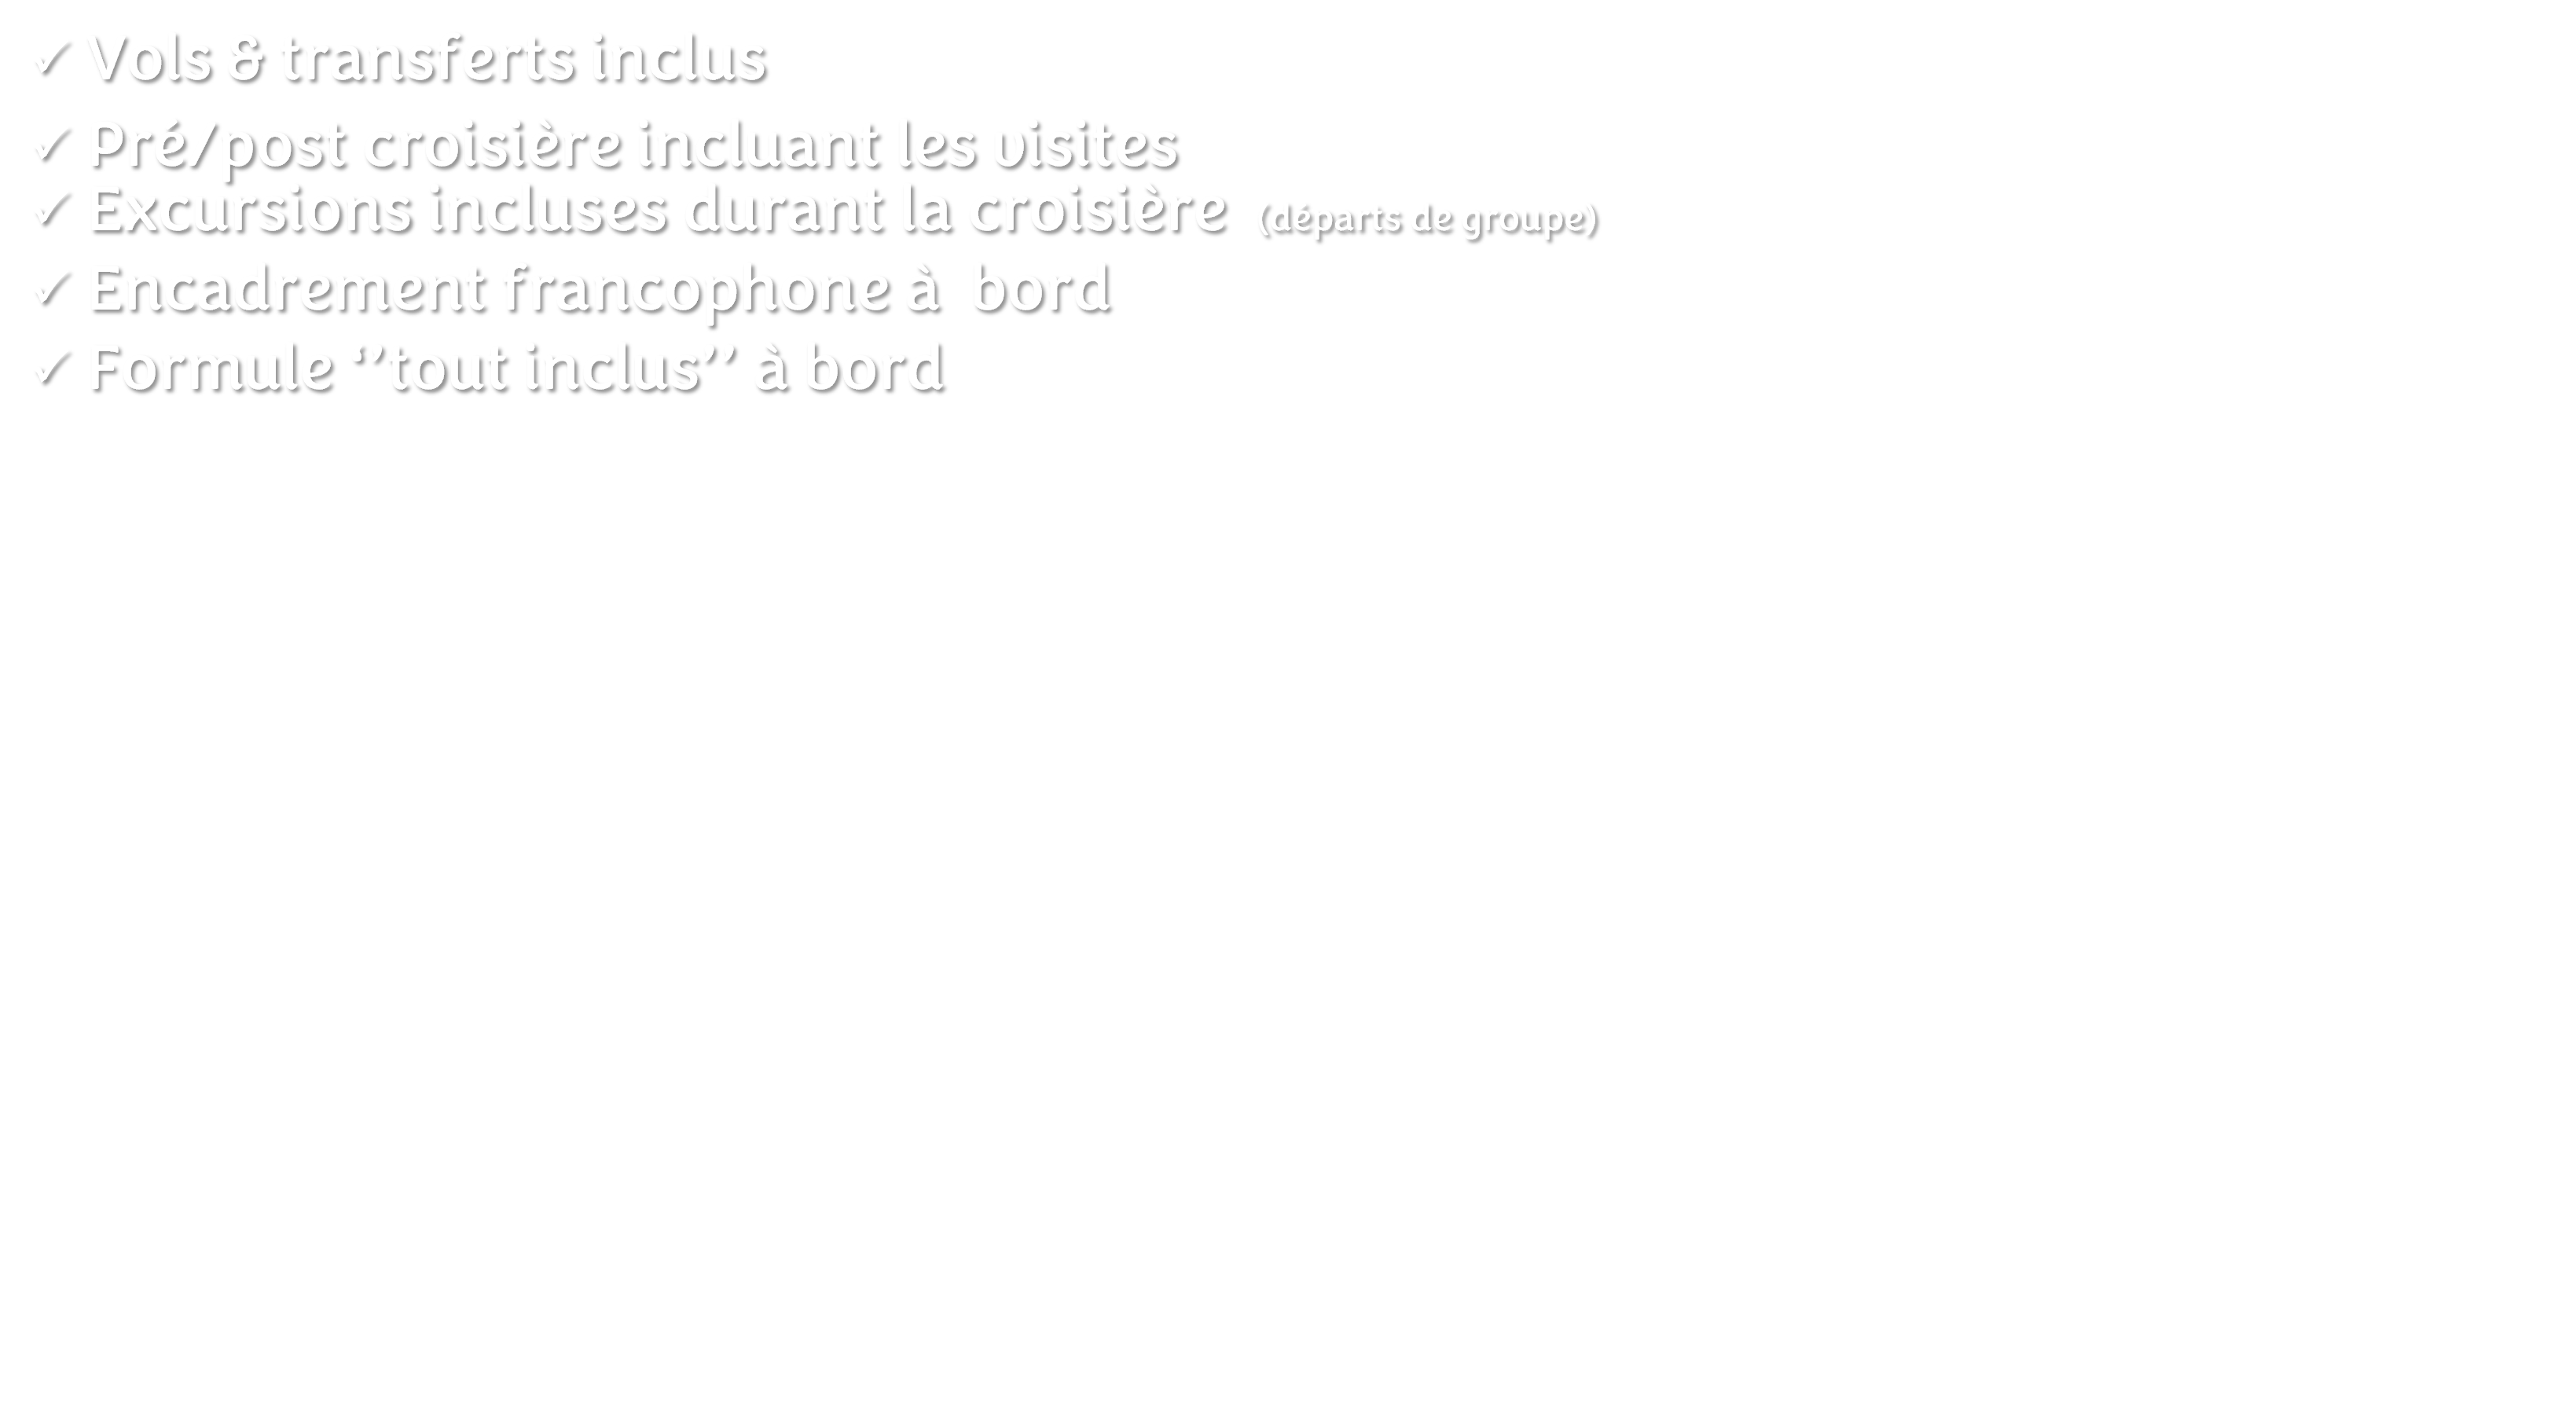 ✓ Vols & transferts inclus
✓ Pré/post croisière incluant les visites
✓ Excursions incluses durant la croisière (départs de groupe)
✓ Encadrement francophone à bord
✓ Formule ‘’tout inclus’’ à bord